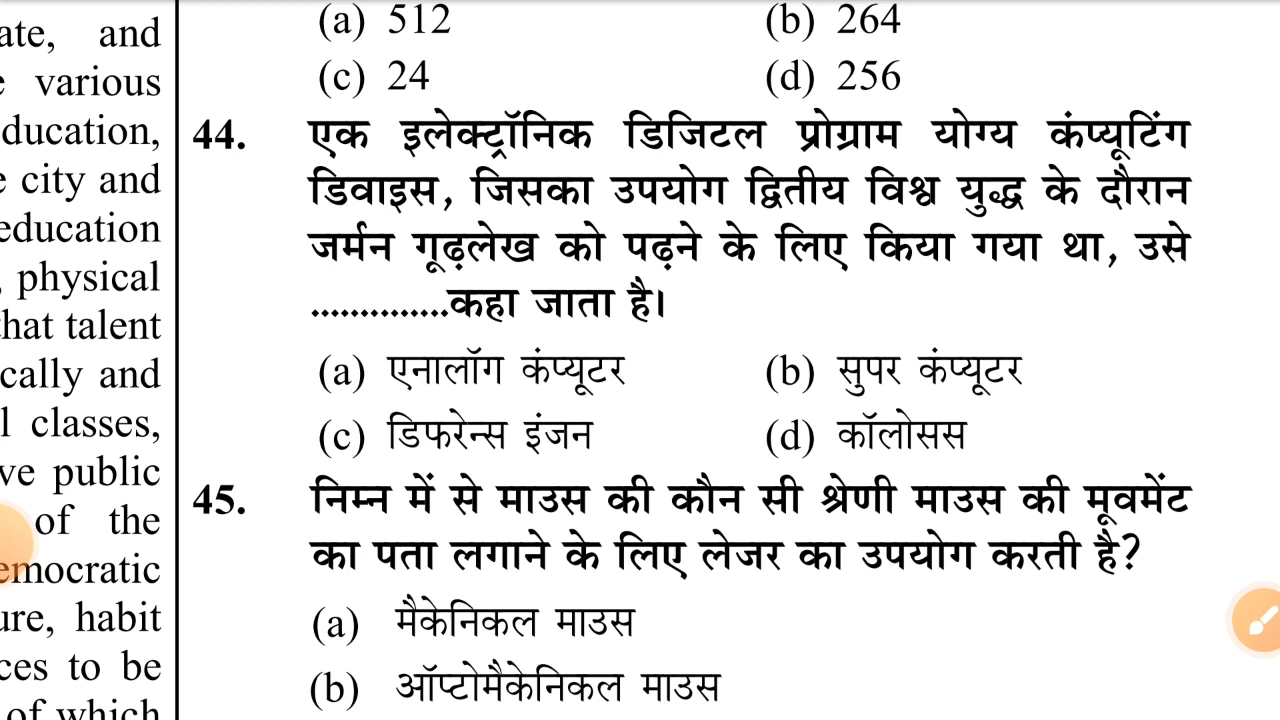 ate, and
various
ducation,
city and
education
physical
that talent
cally and
l classes,
ve public
of the
emocratic
ure, habit
ces to be
of which
(a) 512 (b) 264
(c) 24 (d) 256
44. एक इलेक्ट्रॉनिक डिजिटल प्रोग्राम योग्य कंप्यूटिंग
डिवाइस, जिसका उपयोग द्वितीय विश्व युद्ध के दौरान
जर्मन गूढ़लेख को पढ़ने के लिए किया गया था, उसे
..............कहा जाता है।
(a) एनालॉग कंप्यूटर (b) सुपर कंप्यूटर
(c) डिफरेन्स इंजन (d) कॉलोसस
45. निम्न में से माउस की कौन सी श्रेणी माउस की मूवमेंट
का पता लगाने के लिए लेजर का उपयोग करती है?
(a) मैकेनिकल माउस
(b) ऑप्टोमैकेनिकल माउस